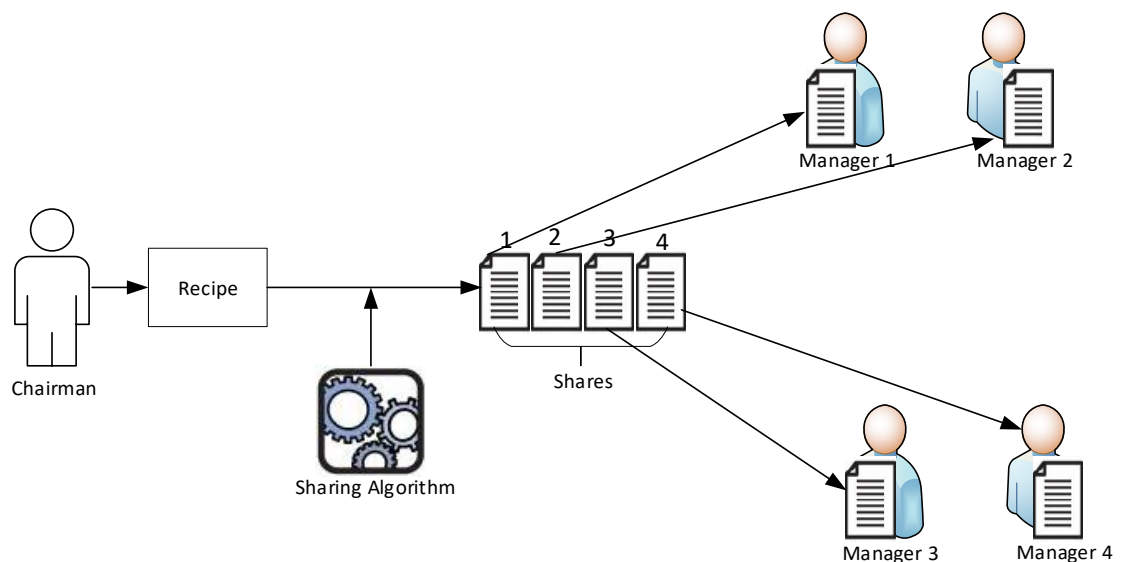 Manager 1
Manager 2
1
2
3
4
Recipe
Chairman
Shares
Sharing Algorithm
Manager 3
Manager 4